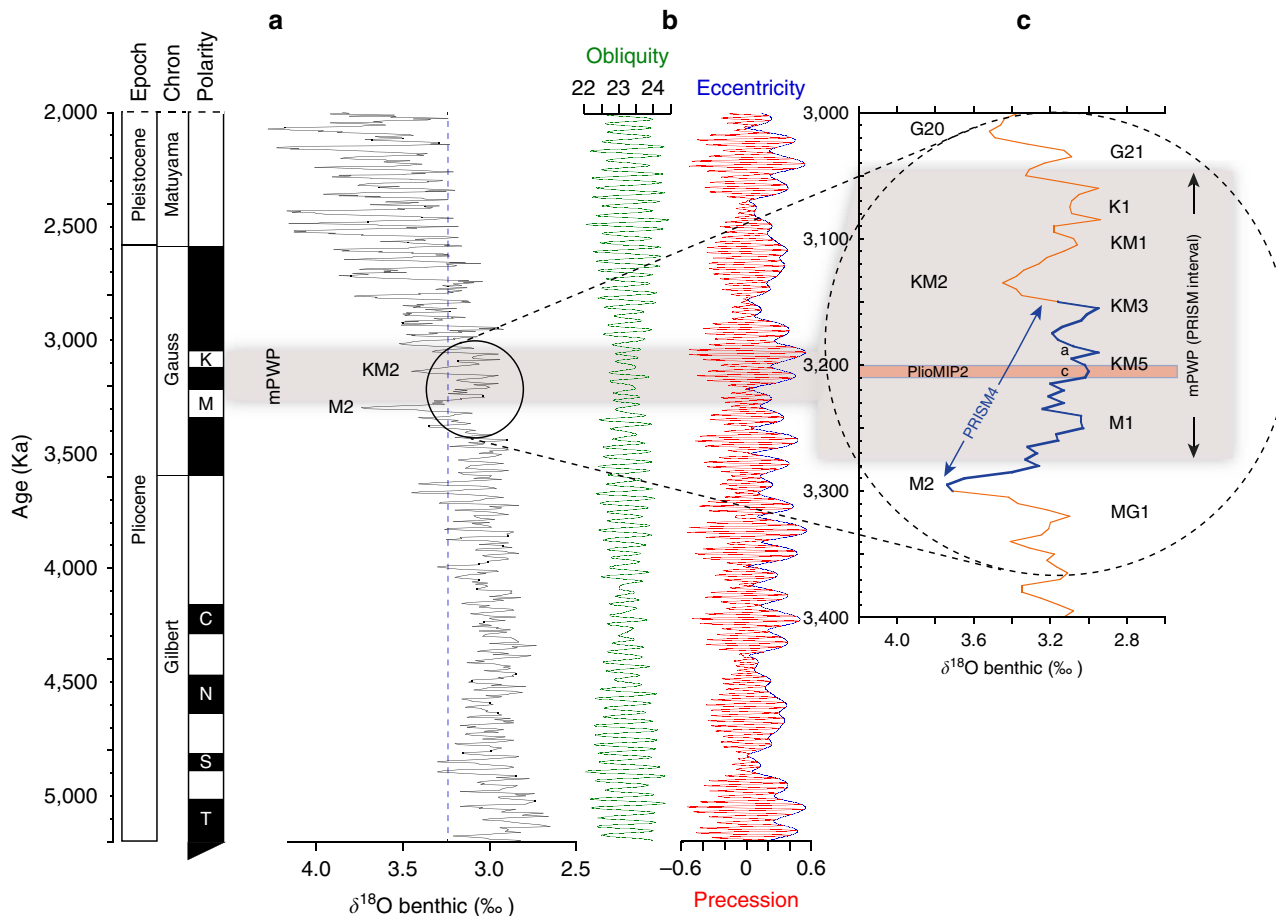 a
b
c
Epoch
Chron
Polarity
Obliquity
22 23 24
Eccentricity
Age (Ka)
2,000
2,500
3,000
3,500
4,000
4,500
5,000
Pleistocene
Pliocene
Matuyama
Gauss
Gilbert
K
M
C
N
S
T
mPWP
KM2
M2
4.0 3.5 3.0 2.5
δ18O benthic (‰)
–0.6 0 0.6
Precession
3,000
3,100
3,200
3,300
3,400
G20
G21
K1
KM1
KM2
KM3
a
KM5
PlioMIP2
c
PRISM4
M1
M2
MG1
mPWP (PRISM interval)
4.0 3.6 3.2 2.8
δ18O benthic (‰)